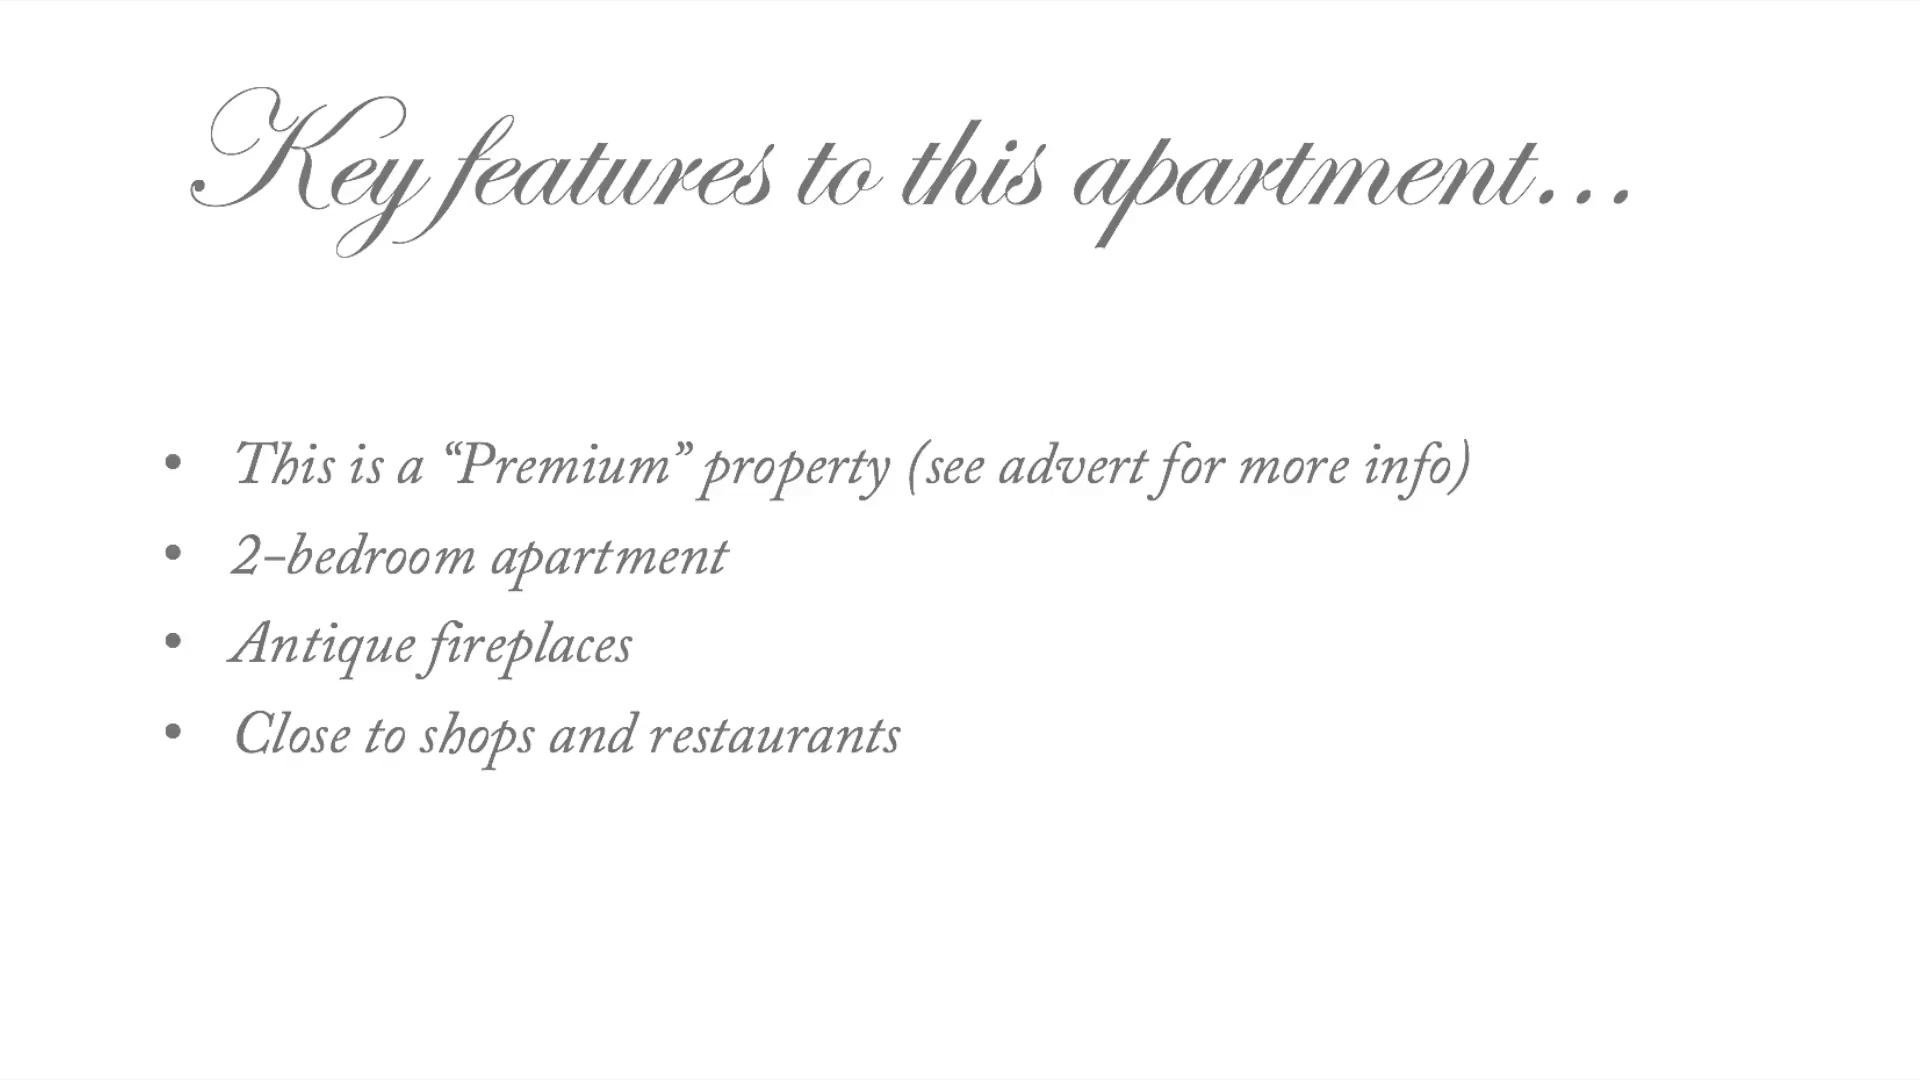 Key features to this apartment...
• This is a “Premium” property (see advert for more info)
• 2-bedroom apartment
• Antique fireplaces
• Close to shops and restaurants